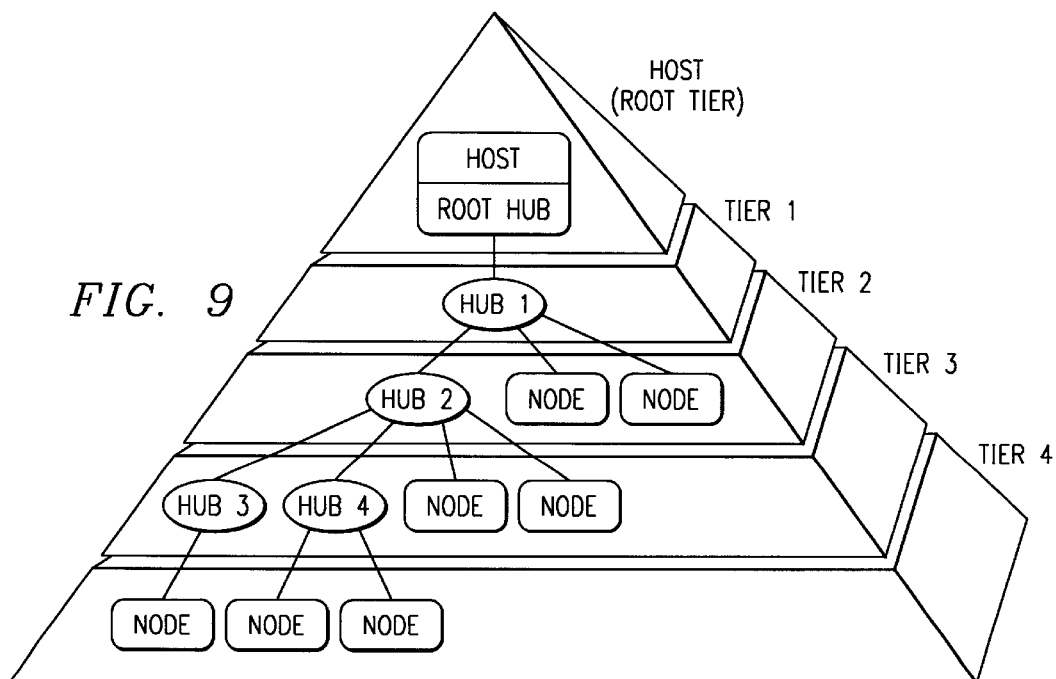 HOST
(ROOT TIER)
HOST
ROOT HUB
TIER 1
FIG. 9
HUB 1
TIER 2
HUB 2
NODE
NODE
TIER 3
HUB 3
HUB 4
NODE
NODE
TIER 4
NODE
NODE
NODE